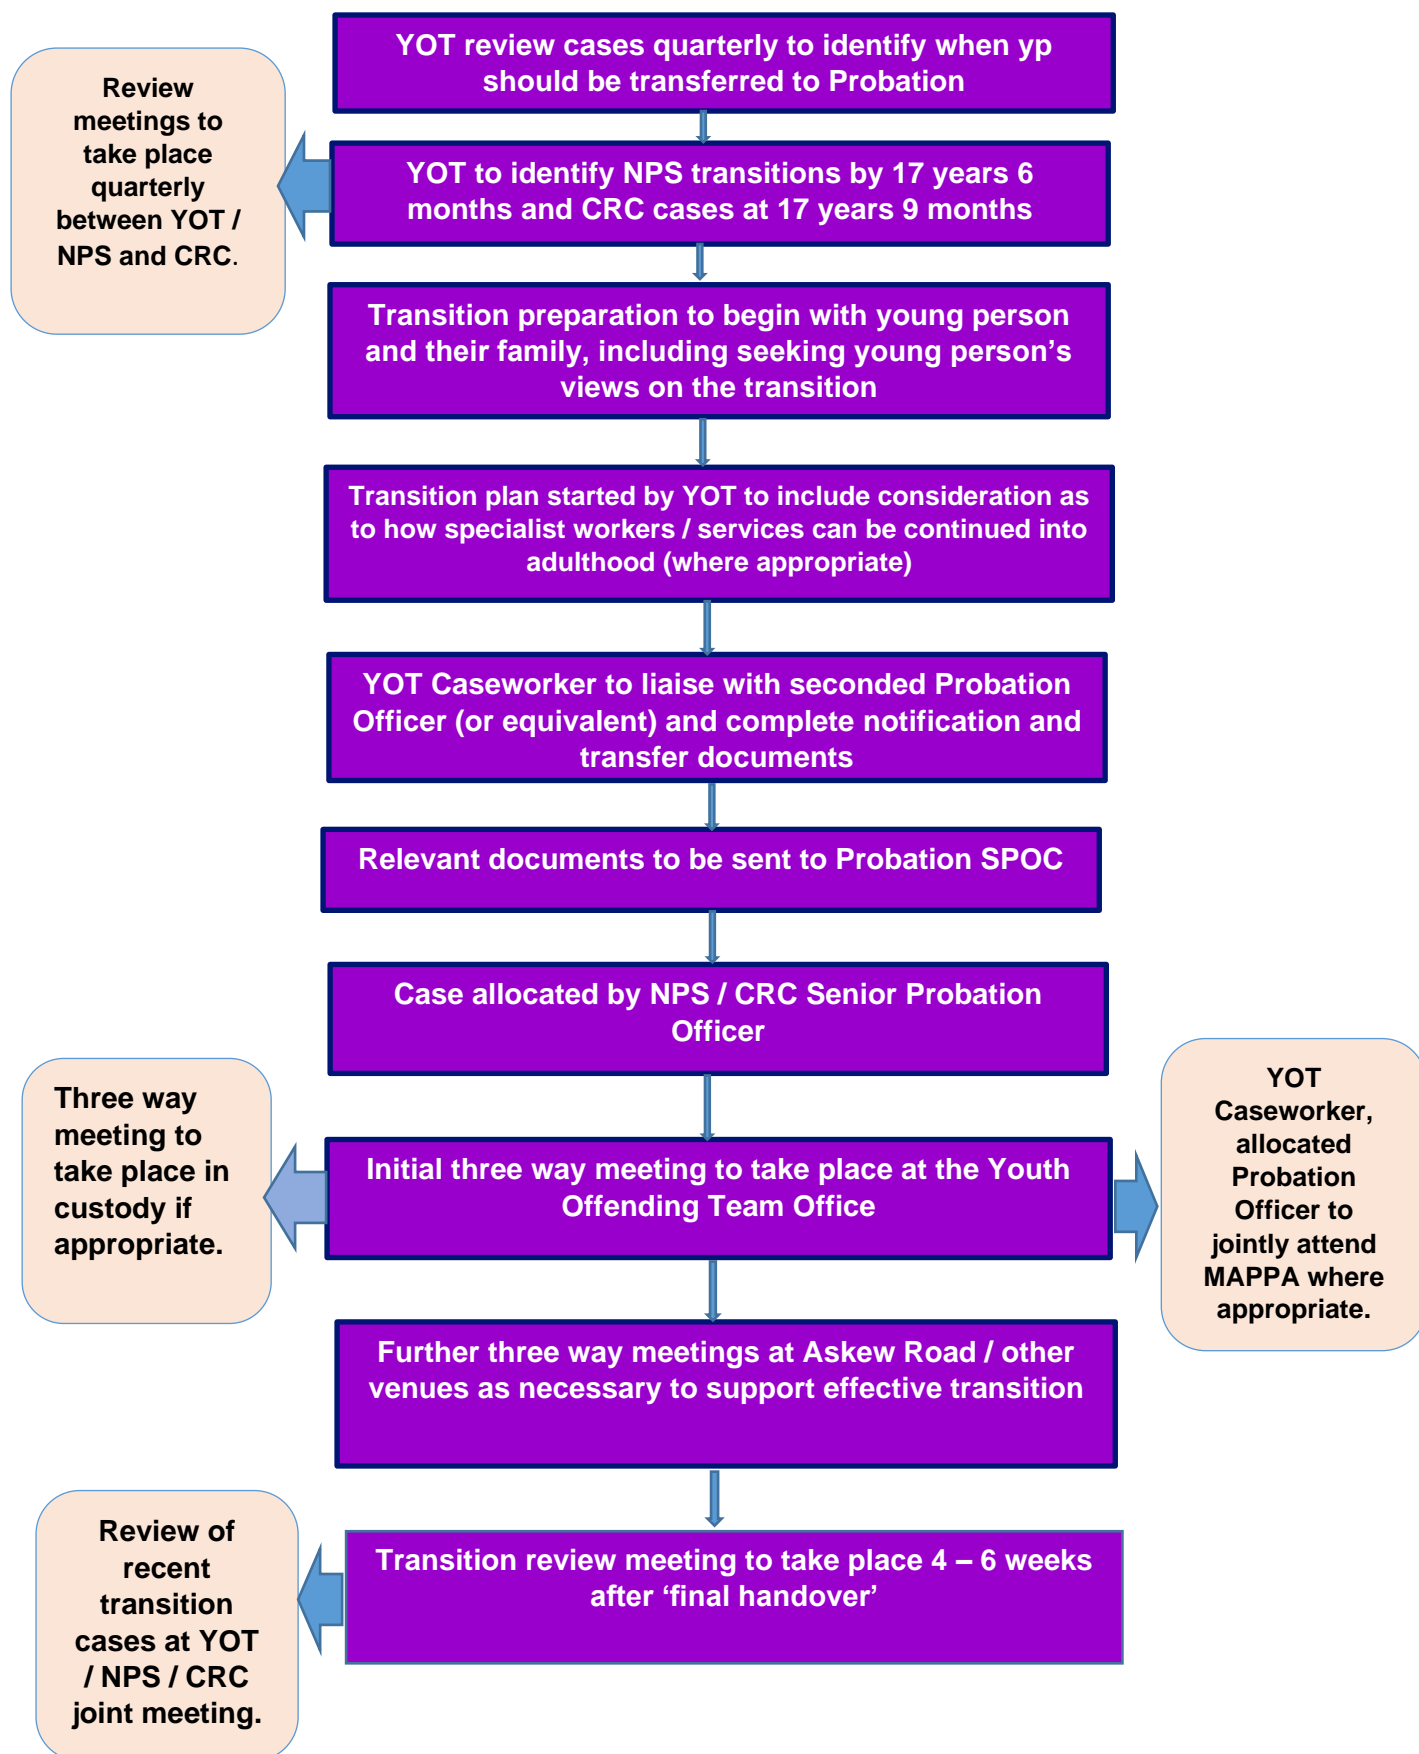 YOT review cases quarterly to identify when yp
should be transferred to Probation
Review
meetings to
take place
quarterly
between YOT /
NPS and CRC.
YOT to identify NPS transitions by 17 years 6
months and CRC cases at 17 years 9 months
Transition preparation to begin with young person
and their family, including seeking young person’s
views on the transition
Transition plan started by YOT to include consideration as
to how specialist workers / services can be continued into
adulthood (where appropriate)
YOT Caseworker to liaise with seconded Probation
Officer (or equivalent) and complete notification and
transfer documents
Relevant documents to be sent to Probation SPOC
Case allocated by NPS / CRC Senior Probation
Officer
Three way
meeting to
take place in
custody if
appropriate.
Initial three way meeting to take place at the Youth
Offending Team Office
YOT
Caseworker,
allocated
Probation
Officer to
jointly attend
MAPPA where
appropriate.
Further three way meetings at Askew Road / other
venues as necessary to support effective transition
Review of
recent
transition
cases at YOT
/ NPS / CRC
joint meeting.
Transition review meeting to take place 4 – 6 weeks
after ‘final handover’